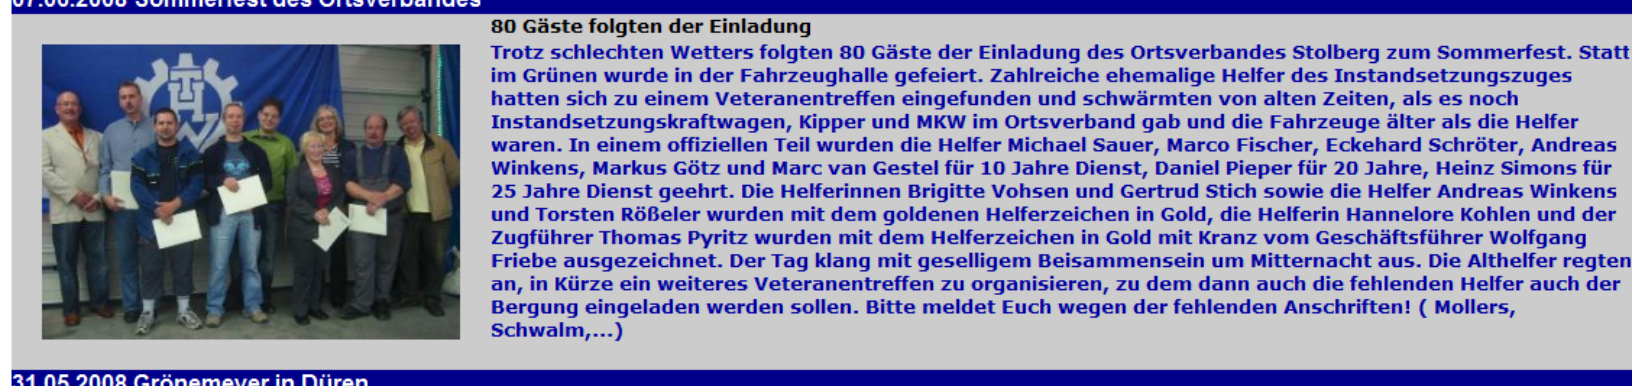 07.06.2008 Sommerfest des Ortsverbandes
80 Gäste folgten der Einladung
Trotz schlechten Wetters folgten 80 Gäste der Einladung des Ortsverbandes Stolberg zum Sommerfest. Statt
im Grünen wurde in der Fahrzeughalle gefeiert. Zahlreiche ehemalige Helfer des Instandsetzungszuges
hatten sich zu einem Veteranentreffen eingefunden und schwärmten von alten Zeiten, als es noch
Instandsetzungskraftwagen, Kipper und MKW im Ortsverband gab und die Fahrzeuge älter als die Helfer
waren. In einem offiziellen Teil wurden die Helfer Michael Sauer, Marco Fischer, Eckehard Schröter, Andreas
Winkens, Markus Götz und Marc van Gestel für 10 Jahre Dienst, Daniel Pieper für 20 Jahre, Heinz Simons für
25 Jahre Dienst geehrt. Die Helferinnen Brigitte Vohsen und Gertrud Stich sowie die Helfer Andreas Winkens
und Torsten Rößeler wurden mit dem goldenen Helferzeichen in Gold, die Helferin Hannelore Kohlen und der
Zugführer Thomas Pyritz wurden mit dem Helferzeichen in Gold mit Kranz vom Geschäftsführer Wolfgang
Friebe ausgezeichnet. Der Tag klang mit geselligem Beisammensein um Mitternacht aus. Die Althelfer regten
an, in Kürze ein weiteres Veteranentreffen zu organisieren, zu dem dann auch die fehlenden Helfer auch der
Bergung eingeladen werden sollen. Bitte meldet Euch wegen der fehlenden Anschriften! ( Mollers,
Schwalm,...)
THW
31.05.2008 Grönemeyer in Düren